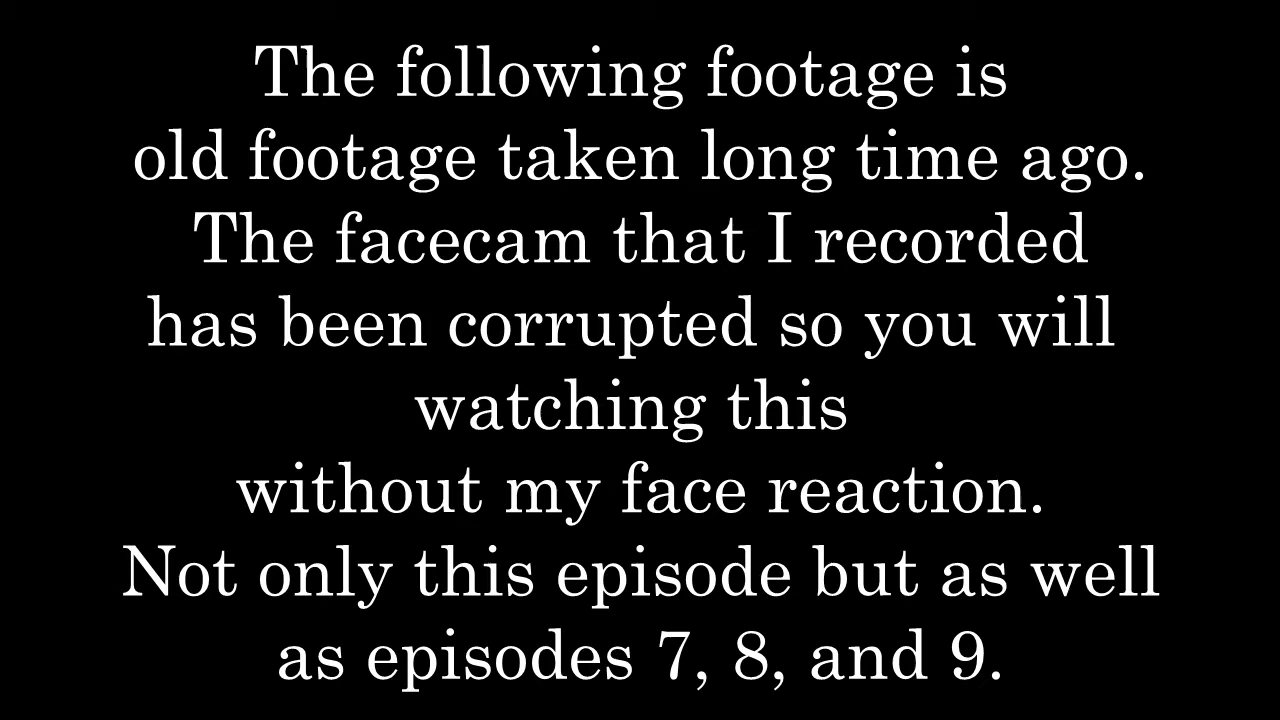 The following footage is
old footage taken long time ago.
The facecam that I recorded
has been corrupted so you will
watching this
without my face reaction.
Not only this episode but as well
as episodes 7, 8, and 9.